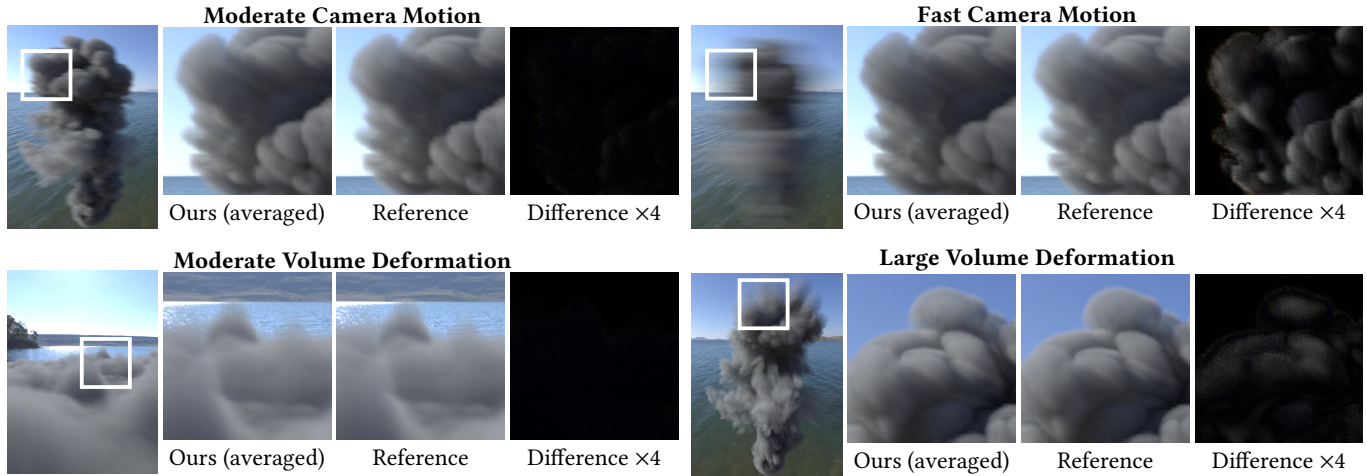 Moderate Camera Motion
Fast Camera Motion
Ours (averaged)
Reference
Difference ×4
Ours (averaged)
Reference
Difference ×4
Moderate Volume Deformation
Large Volume Deformation
Ours (averaged)
Reference
Difference ×4
Ours (averaged)
Reference
Difference ×4